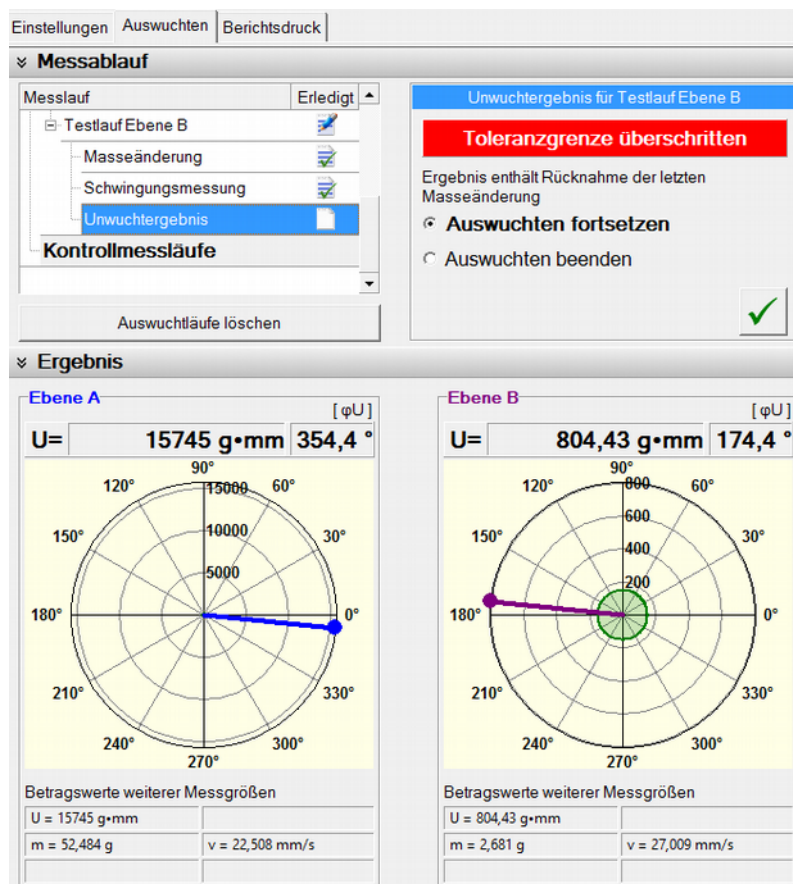 Einstellungen Auswuchten Berichtsdruck
Messablauf
Messlauf Erledigt
Testlauf Ebene B
Masseänderung
Schwingungsmessung
Unwuchtergebnis
Kontrollmessläufe
Auswuchtläufe löschen
Unwuchtergebnis für Testlauf Ebene B
Toleranzgrenze überschritten
Ergebnis enthält Rücknahme der letzten
Masseänderung
Auswuchten fortsetzen
Auswuchten beenden
Ergebnis
Ebene A
[ φU ]
U= 15745 g•mm 354,4 °
90°
120° 15000 60°
150° 10000 30°
5000
180° 0°
210° 330°
240° 300°
270°
Betragswerte weiterer Messgrößen
U = 15745 g•mm
m = 52,484 g v = 22,508 mm/s
Ebene B
[ φU ]
U= 804,43 g•mm 174,4 °
90°
120° 800 60°
600
150° 30°
400
200
180° 0°
210° 330°
240° 300°
270°
Betragswerte weiterer Messgrößen
U = 804,43 g•mm
m = 2,681 g v = 27,009 mm/s